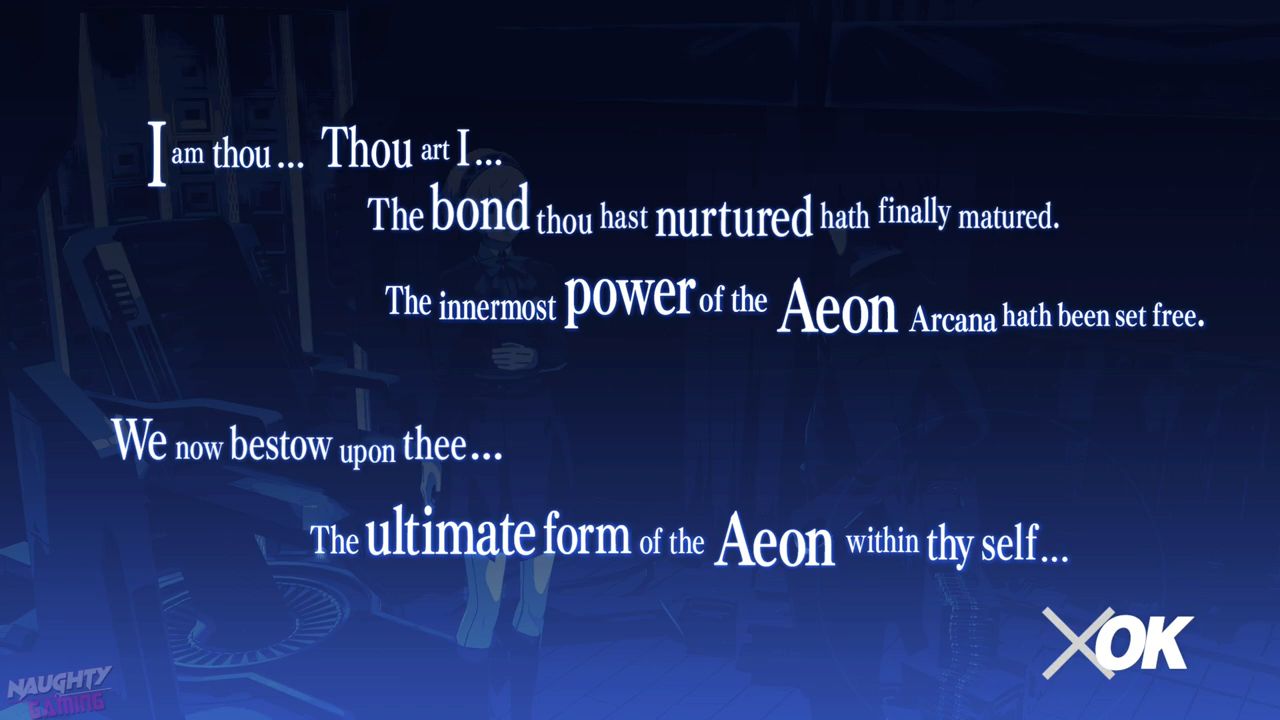 I am thou... Thou art I...
The bond thou hast nurtured hath finally matured.
The innermost power of the Aeon Arcana hath been set free.
We now bestow upon thee...
The ultimate form of the Aeon within thy self...
OK
NAUGHTY
GAMING